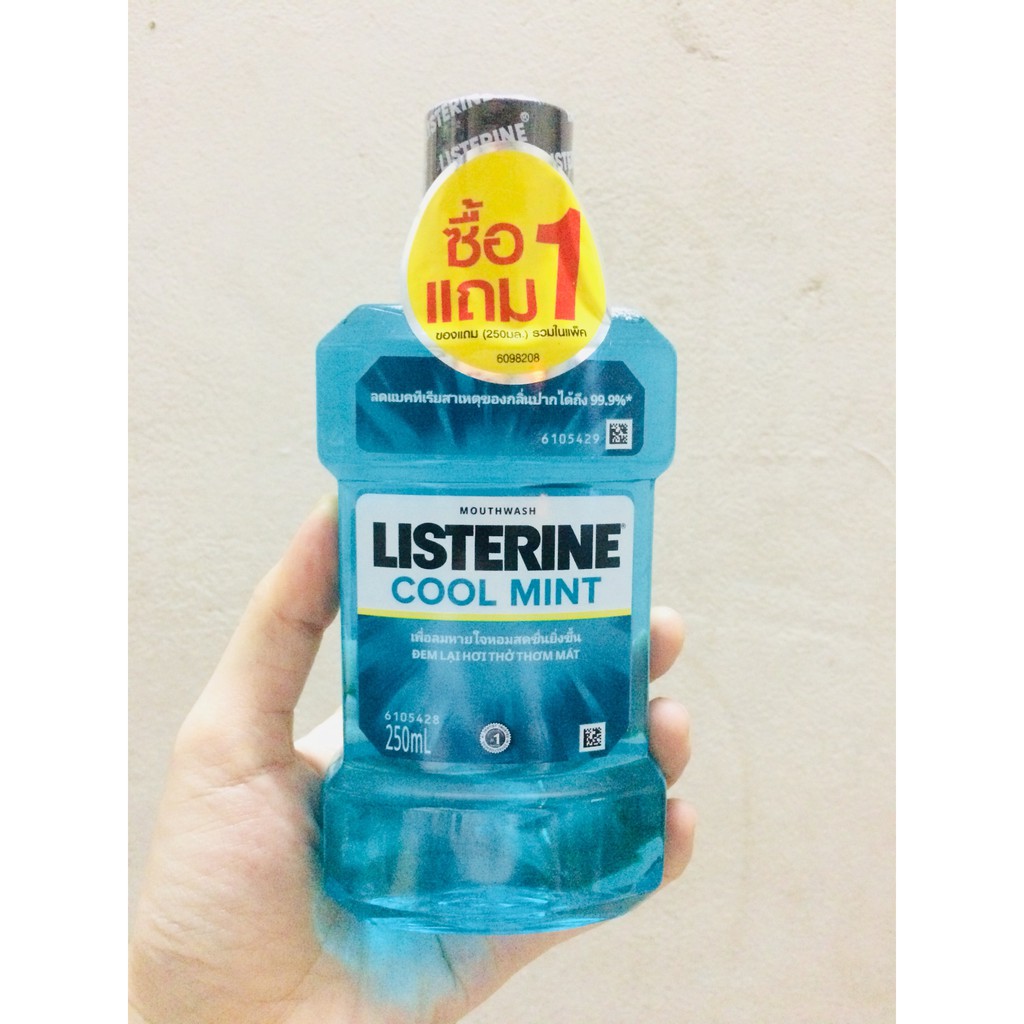 LISTERINE®
ซื้อ 1
แถม
ของแถม (250มล.) รวมในแพ็ค
6098208
ลดแบคทีเรียสาเหตุของกลิ่นปากได้ถึง 99.9%*
6105429
MOUTHWASH
LISTERINE®
COOL MINT
เพื่อลมหายใจหอมสดชื่นยิ่งขึ้น
ĐEM LẠI HƠI THỞ THƠM MÁT
6105428
250mL
#1